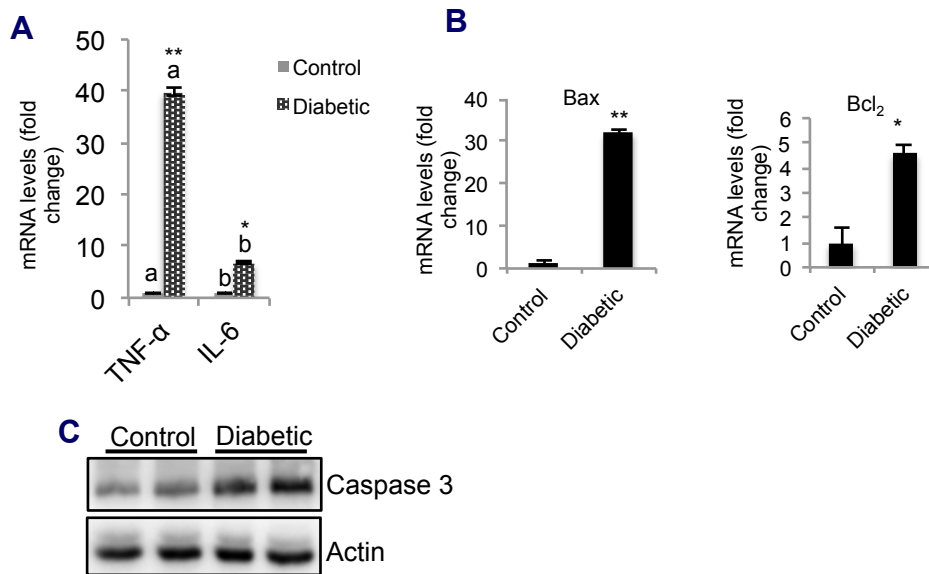 A
mRNA levels (fold
change)
50
40
30
20
10
0
**
a
a
*
b
b
TNF-α
IL-6
Control
Diabetic
B
Bax
mRNA levels (fold
change)
40
30
20
10
0
**
Control
Diabetic
Bcl₂
mRNA levels (fold
change)
6
5
4
3
2
1
0
*
Control
Diabetic
C
Control Diabetic
Caspase 3
Actin